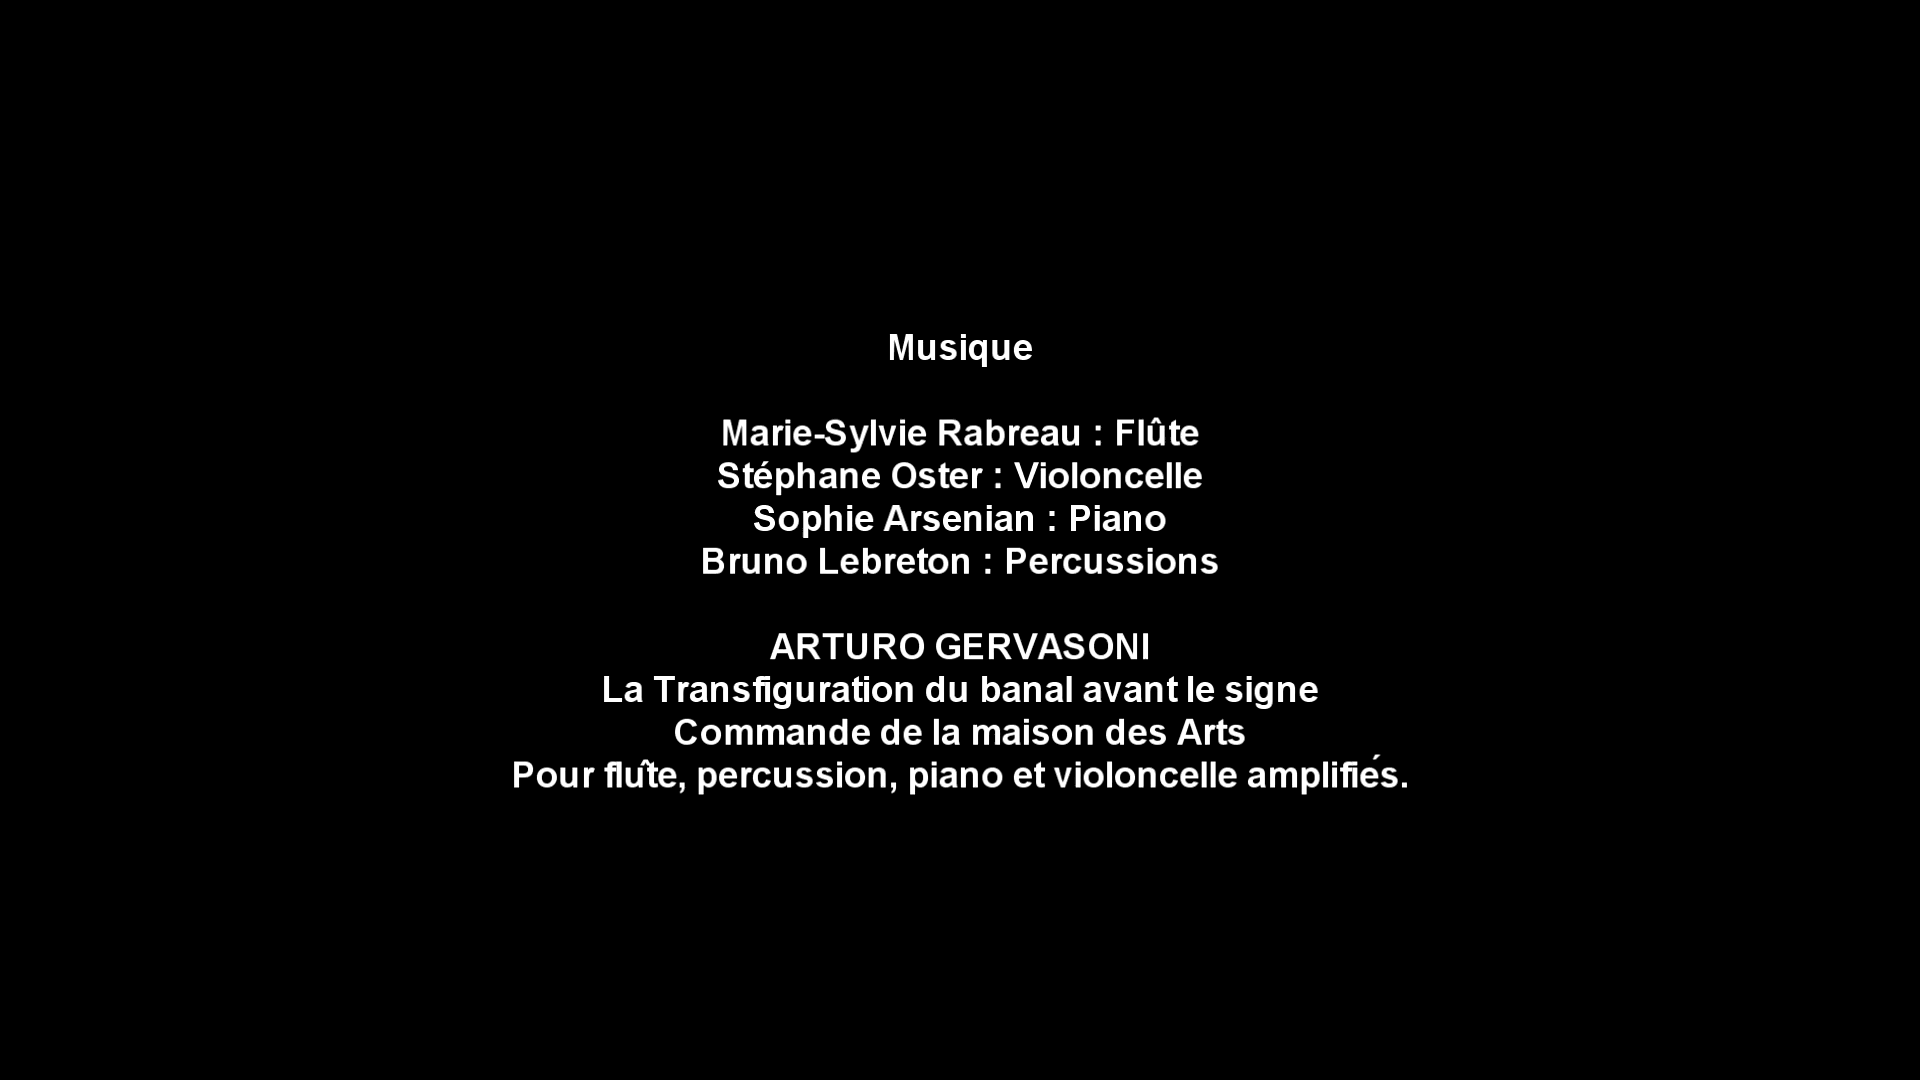 Musique
Marie-Sylvie Rabreau : Flûte
Stéphane Oster : Violoncelle
Sophie Arsenian : Piano
Bruno Lebreton : Percussions
ARTURO GERVASONI
La Transfiguration du banal avant le signe
Commande de la maison des Arts
Pour flûte, percussion, piano et violoncelle amplifiés.